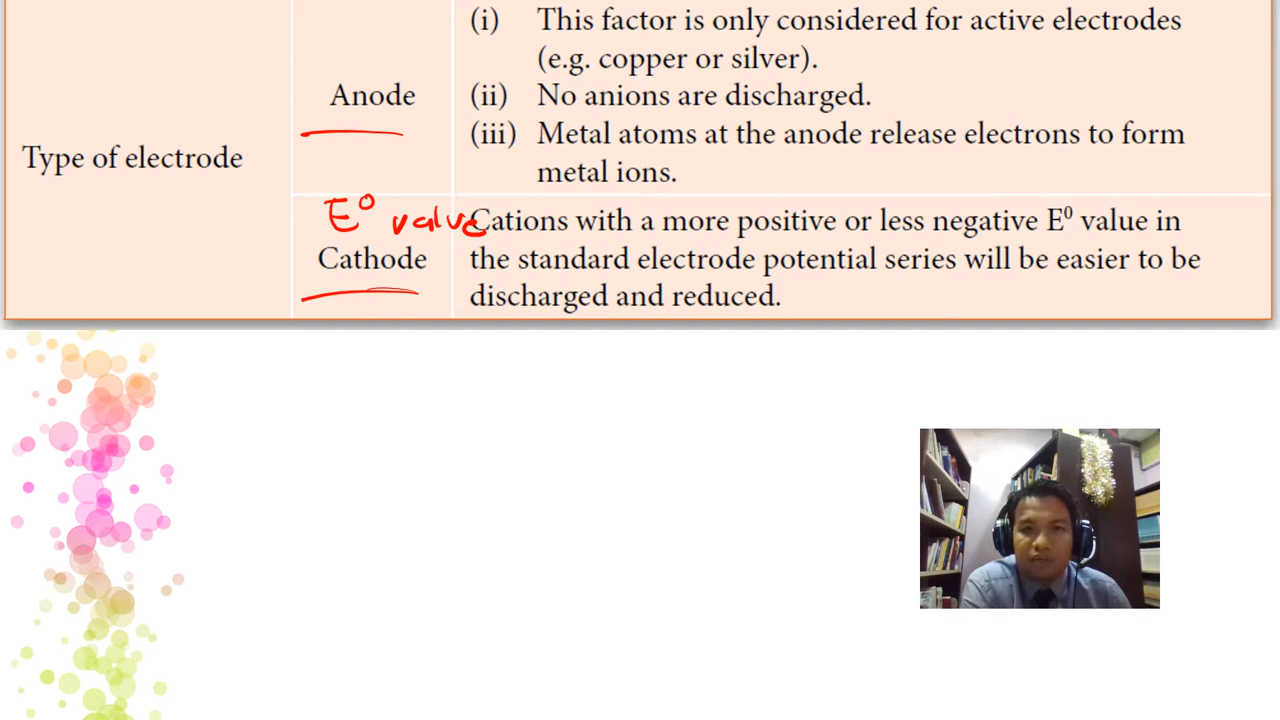 (i) This factor is only considered for active electrodes
(e.g. copper or silver).
Anode
(ii) No anions are discharged.
(iii) Metal atoms at the anode release electrons to form
metal ions.
Type of electrode
E⁰ value
Cathode
Cations with a more positive or less negative E⁰ value in
the standard electrode potential series will be easier to be
discharged and reduced.